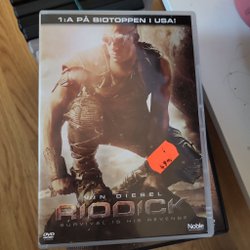 1:A PÅ BIOTOPPEN I USA!
VIN DIESEL
RIDDICK
SURVIVAL IS HIS REVENGE
DVD
Noble